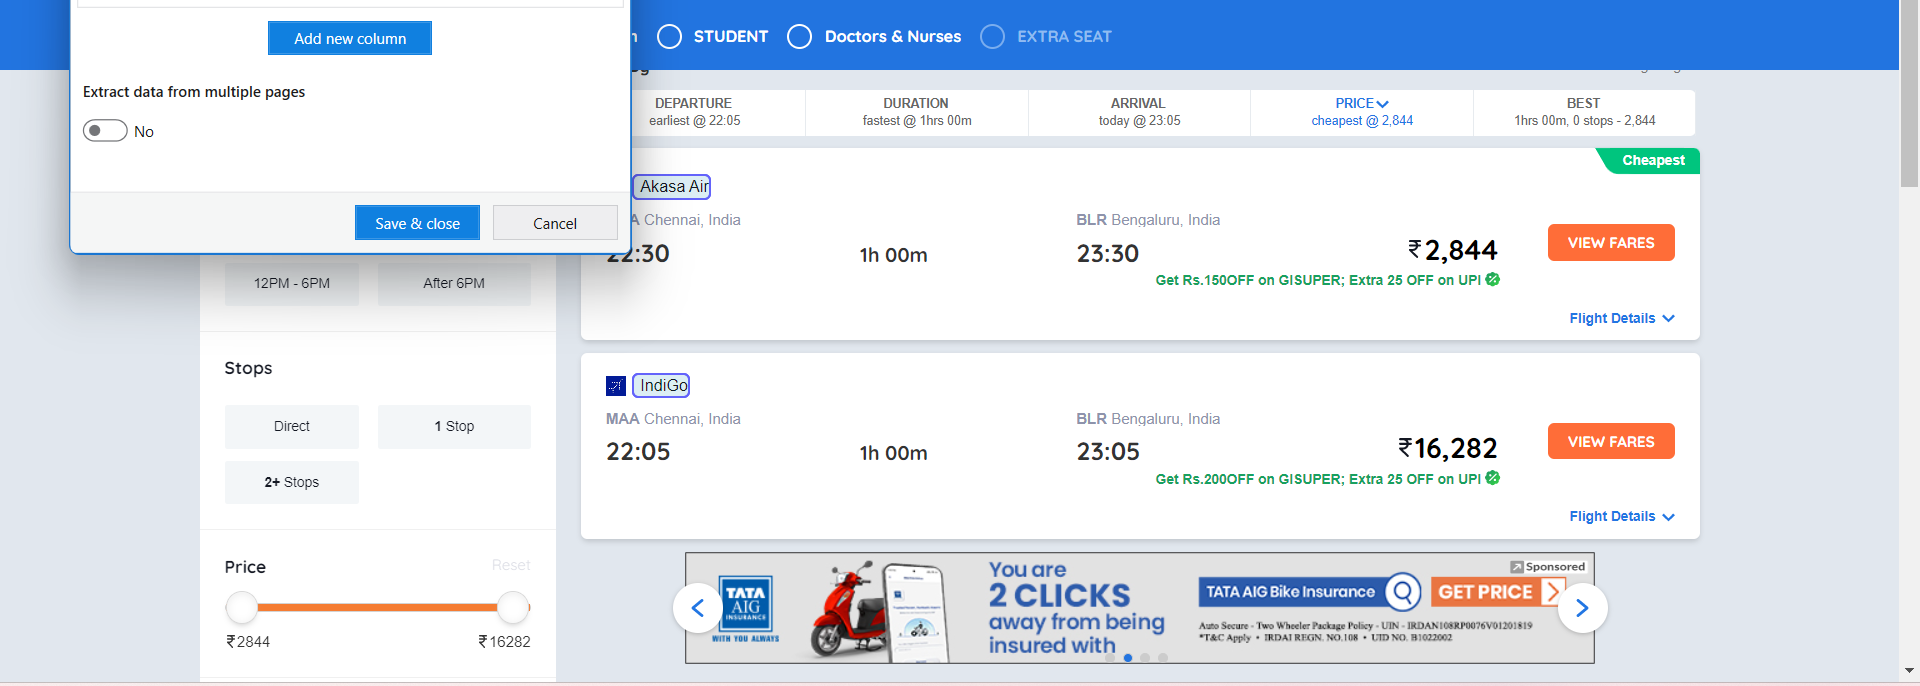 Add new column
Extract data from multiple pages
No
Save & close
Cancel
STUDENT
Doctors & Nurses
EXTRA SEAT
DEPARTURE
earliest @ 22:05
DURATION
fastest @ 1hrs 00m
ARRIVAL
today @ 23:05
PRICE
cheapest @ 2,844
BEST
1hrs 00m, 0 stops - 2,844
Cheapest
Akasa Air
Chennai, India
BLR Bengaluru, India
22:30
1h 00m
23:30
₹2,844
VIEW FARES
Get Rs.150OFF on GISUPER; Extra 25 OFF on UPI
Flight Details
12PM - 6PM
After 6PM
Stops
Direct
1 Stop
2+ Stops
Price
Reset
₹2844
₹16282
IndiGo
MAA Chennai, India
BLR Bengaluru, India
22:05
1h 00m
23:05
₹16,282
VIEW FARES
Get Rs.200OFF on GISUPER; Extra 25 OFF on UPI
Flight Details
Sponsored
TATA
AIG
INSURANCE
WITH YOU ALWAYS
You are
2 CLICKS
away from being
insured with
TATA AIG Bike Insurance
GET PRICE
Auto Secure - Two Wheeler Package Policy - UIN - IRDAN108RP0076V01201819
*T&C Apply • IRDAI REGN. NO.108 • UID NO. B1022002